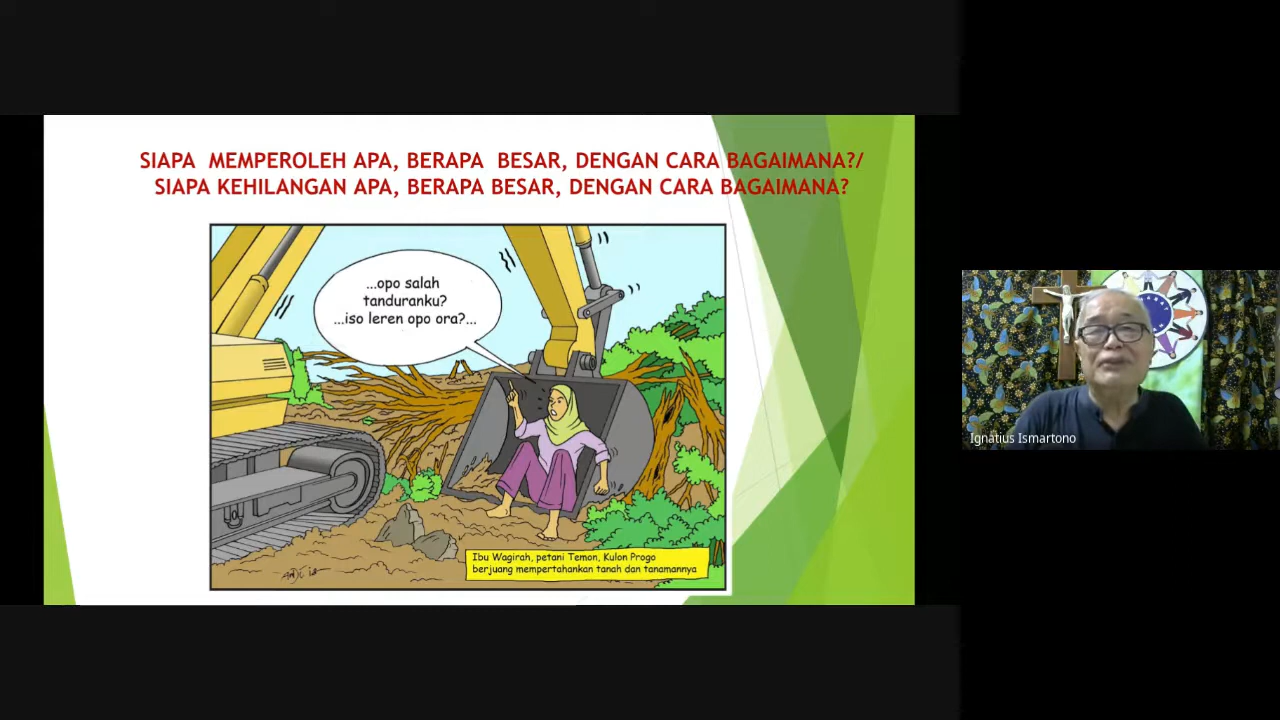 SIAPA MEMPEROLEH APA, BERAPA BESAR, DENGAN CARA BAGAIMANA?/
SIAPA KEHILANGAN APA, BERAPA BESAR, DENGAN CARA BAGAIMANA?
...opo salah
tanduranku?
...iso leren opo ora?...
Ibu Wagirah, petani Temon, Kulon Progo
berjuang mempertahankan tanah dan tanamannya
Ignatius Ismartono